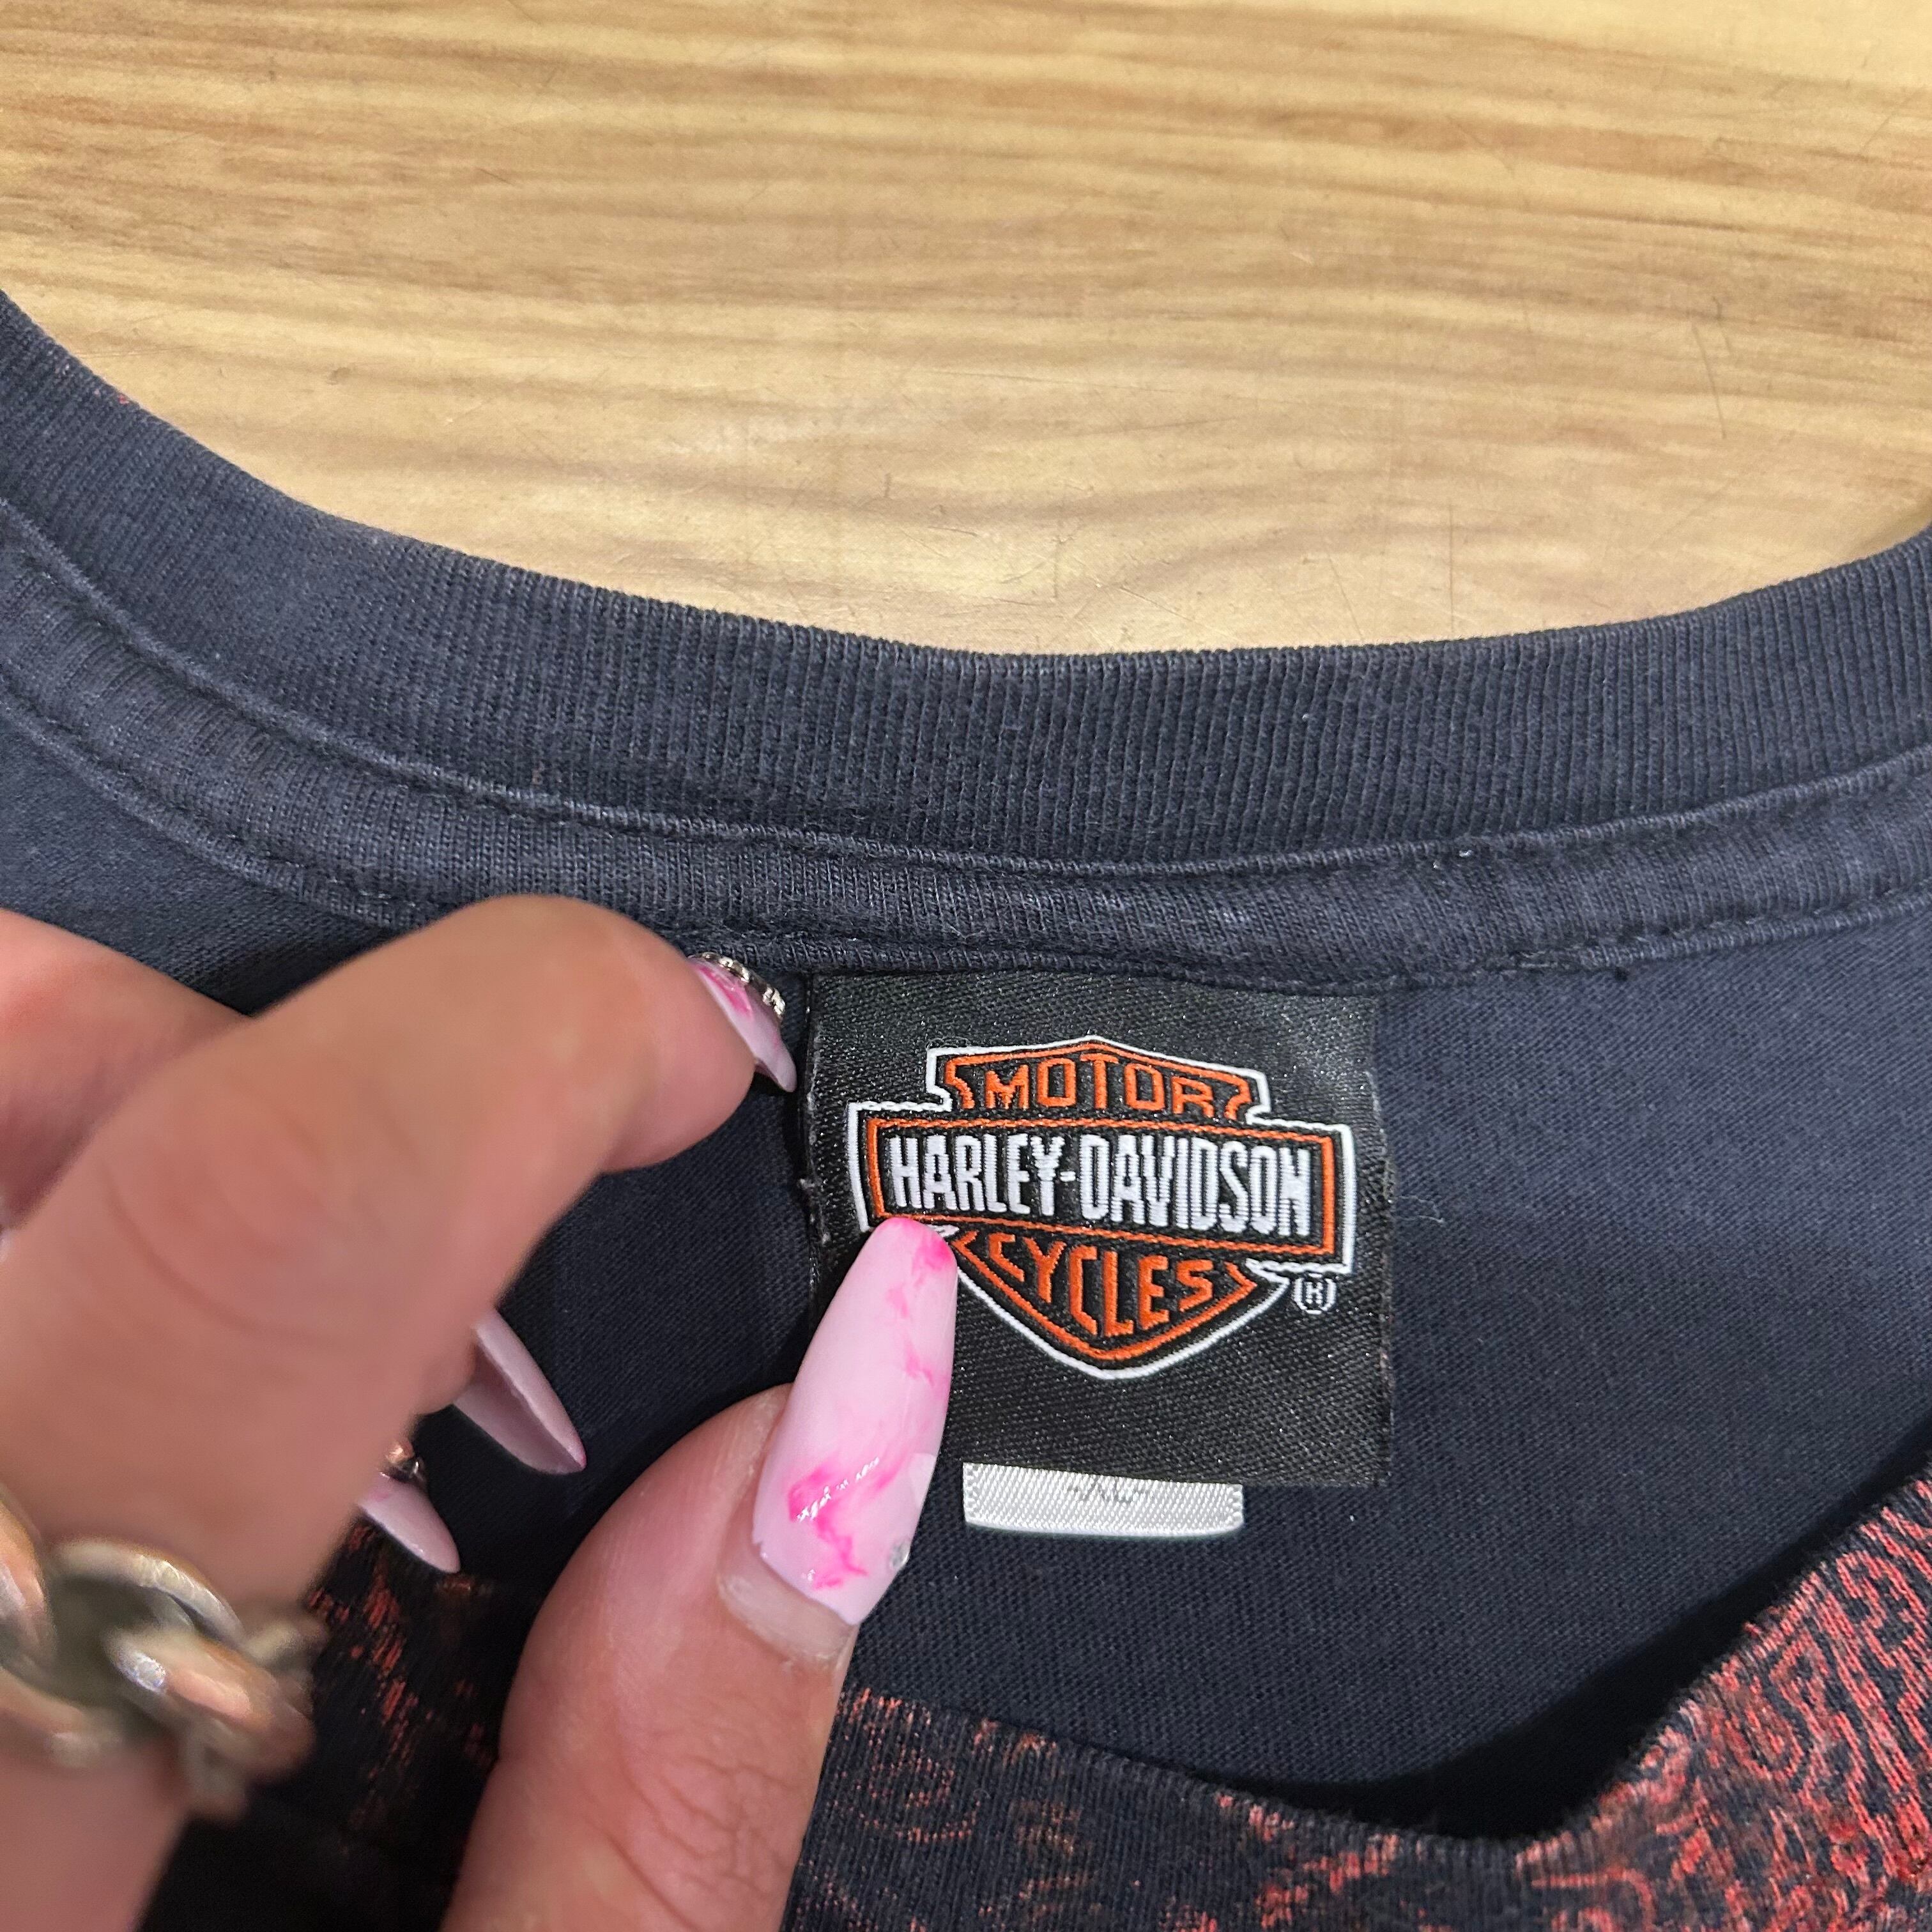 MOTOR
HARLEY-DAVIDSON
CYCLES
®